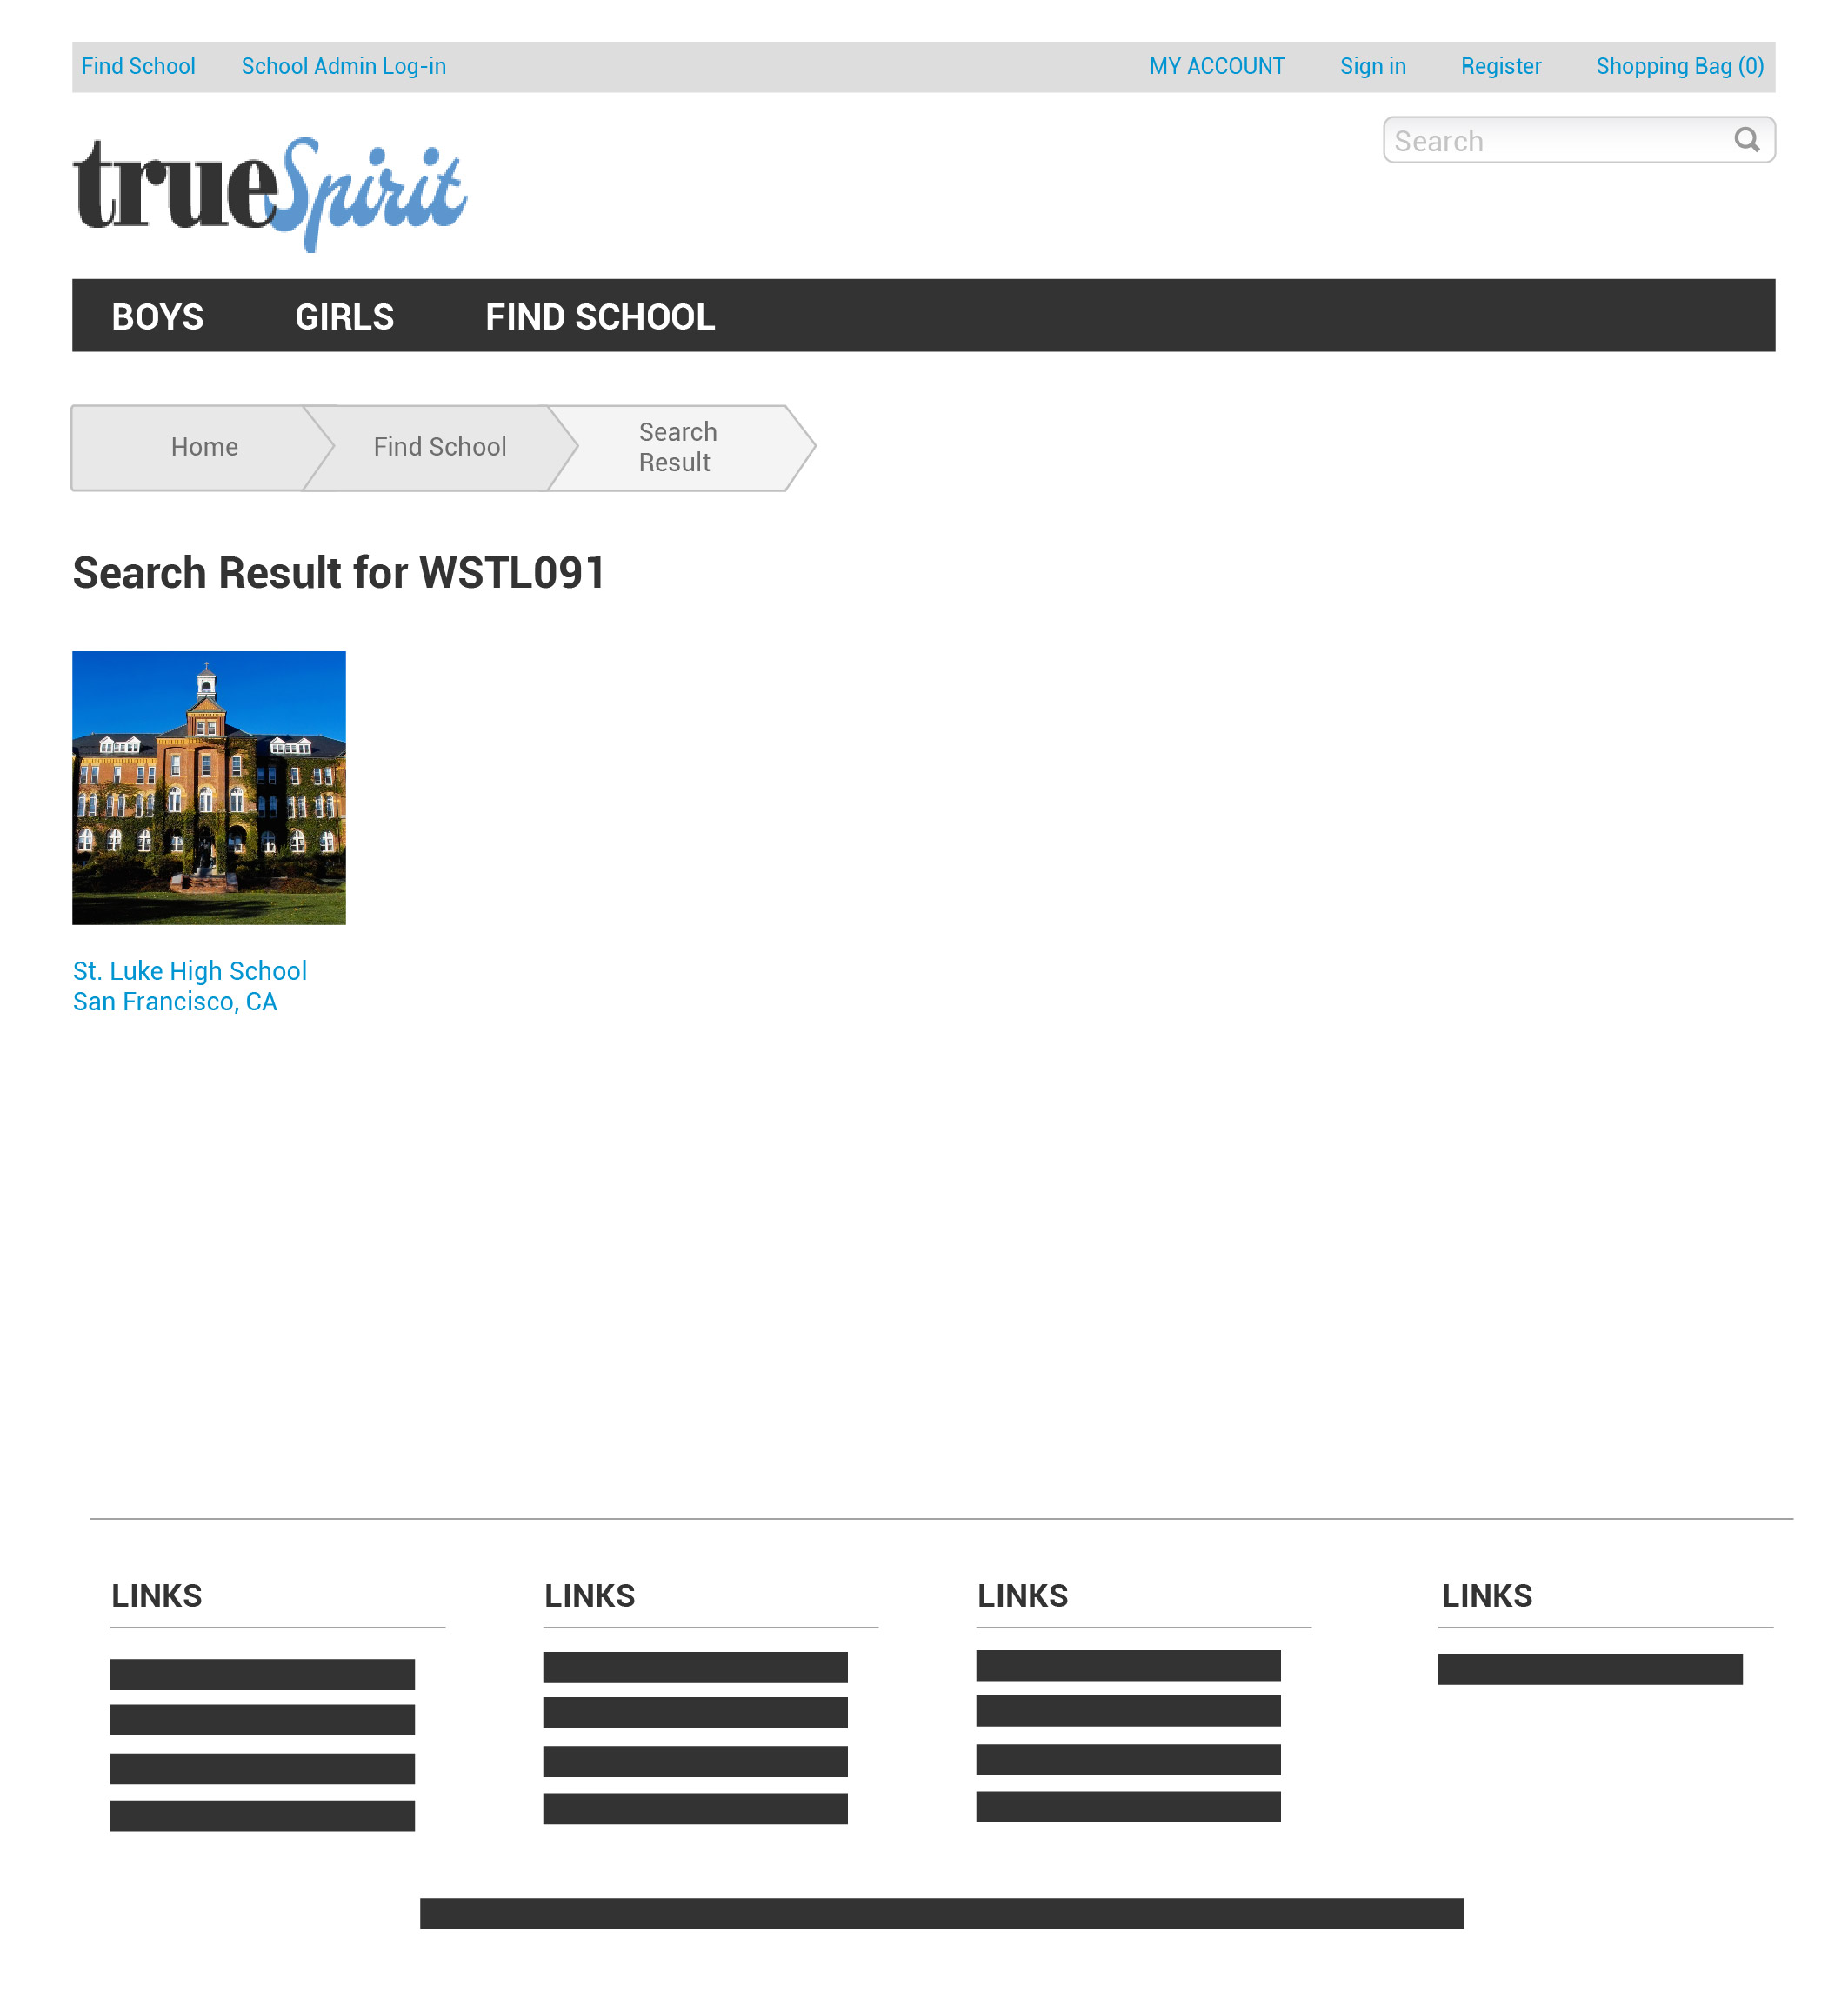 Find School School Admin Log-in MY ACCOUNT Sign in Register Shopping Bag (0)
Search
trueSpirit
BOYS GIRLS FIND SCHOOL
Home Find School Search
Result
Search Result for WSTL091
St. Luke High School
San Francisco, CA
LINKS LINKS LINKS LINKS